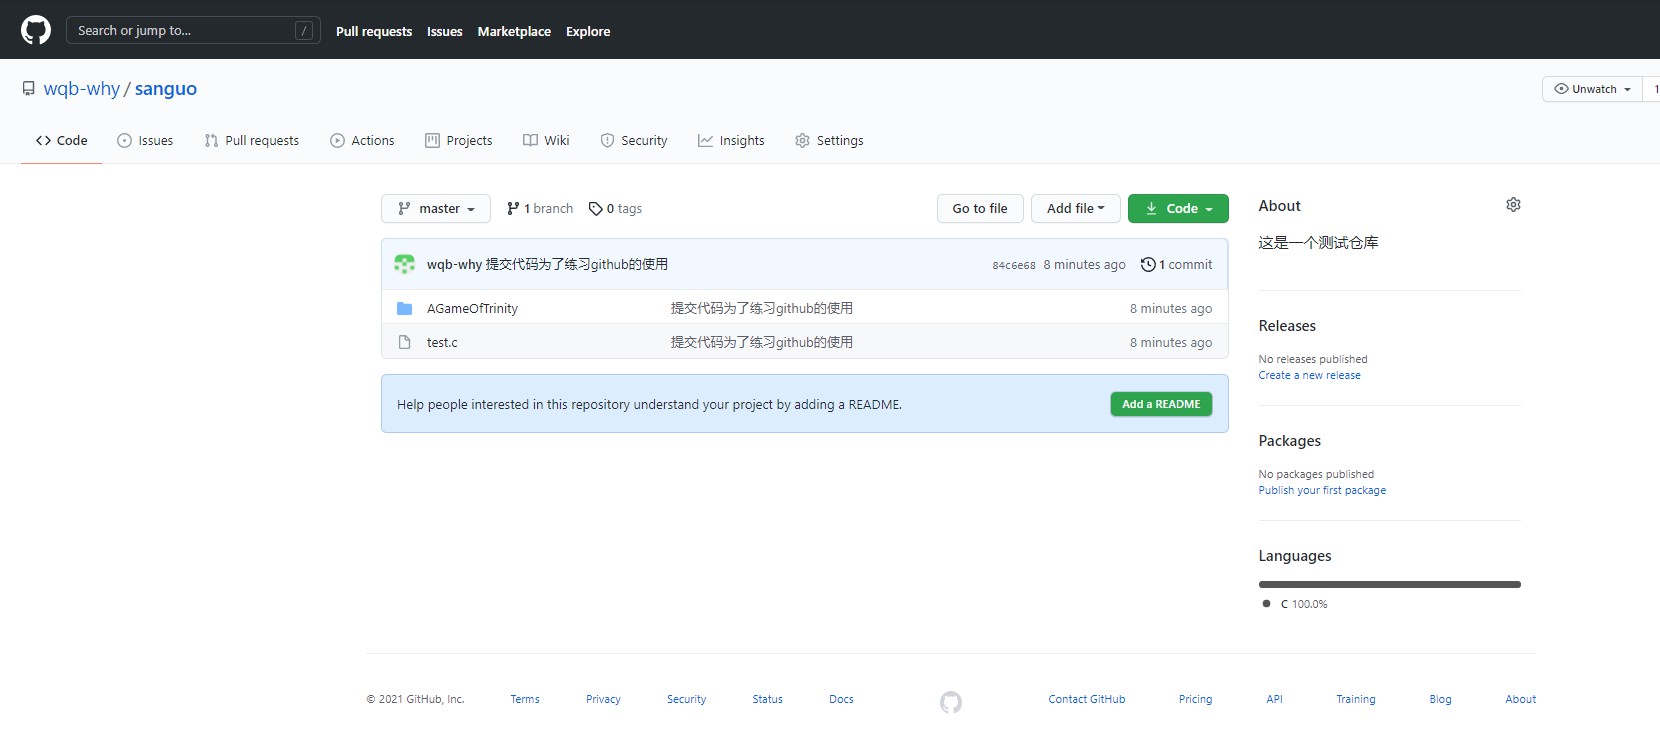 Search or jump to... /
Pull requests Issues Marketplace Explore
wqb-why / sanguo
Unwatch 1
Code Issues Pull requests Actions Projects Wiki Security Insights Settings
master 1 branch 0 tags Go to file Add file Code
wqb-why 提交代码为了练习github的使用 84c6e68 8 minutes ago 1 commit
AGameOfTrinity 提交代码为了练习github的使用 8 minutes ago
test.c 提交代码为了练习github的使用 8 minutes ago
Help people interested in this repository understand your project by adding a README. Add a README
About
这是一个测试仓库
Releases
No releases published
Create a new release
Packages
No packages published
Publish your first package
Languages
C 100.0%
© 2021 GitHub, Inc. Terms Privacy Security Status Docs Contact GitHub Pricing API Training Blog About